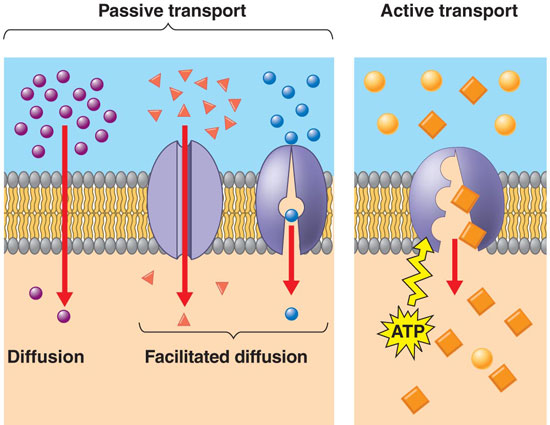 Passive transport
Active transport
Diffusion
Facilitated diffusion
ATP